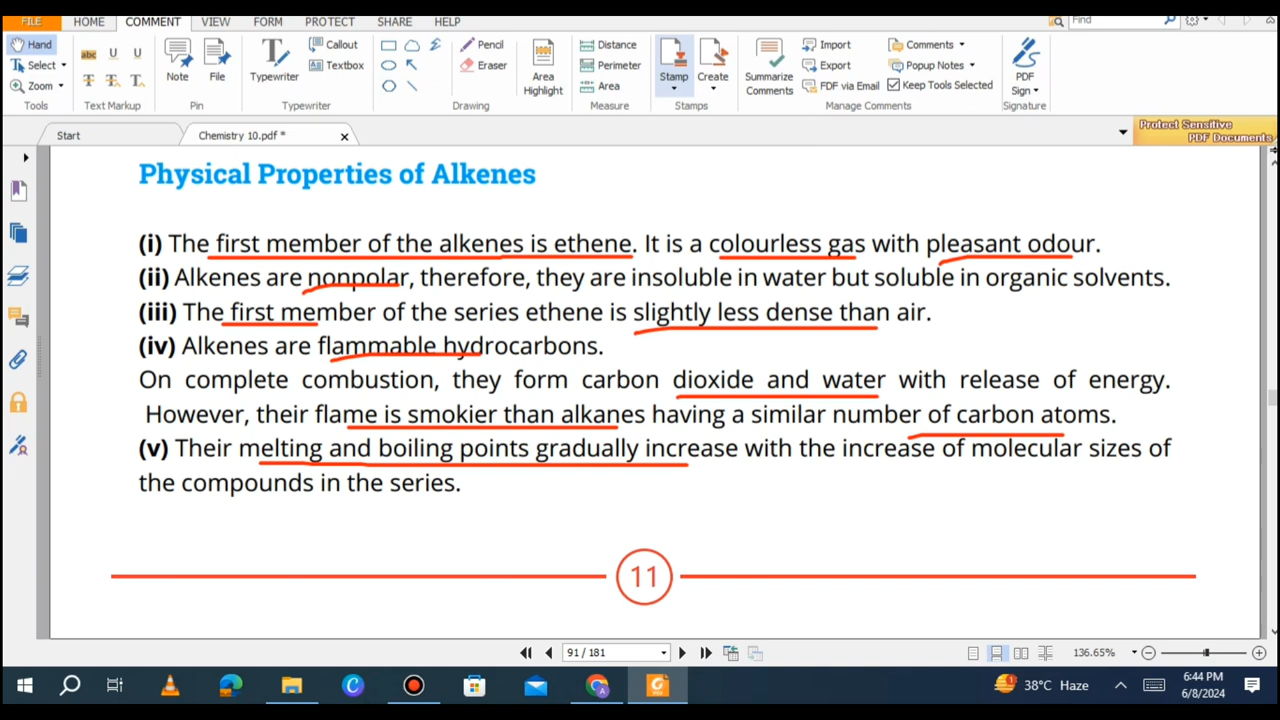 FILE HOME COMMENT VIEW FORM PROTECT SHARE HELP Find
Hand Select Zoom Tools
abc U U T T T Text Markup
Note File Pin
Typewriter Callout Textbox Typewriter
Pencil Eraser Drawing
Area Highlight Distance Perimeter Area Measure
Stamp Create Stamps
Summarize Comments Import Export FDF via Email Comments Popup Notes Keep Tools Selected Manage Comments
PDF Sign Signature
Start Chemistry 10.pdf * Protect Sensitive PDF Documents
Physical Properties of Alkenes
(i) The first member of the alkenes is ethene. It is a colourless gas with pleasant odour.
(ii) Alkenes are nonpolar, therefore, they are insoluble in water but soluble in organic solvents.
(iii) The first member of the series ethene is slightly less dense than air.
(iv) Alkenes are flammable hydrocarbons.
On complete combustion, they form carbon dioxide and water with release of energy.
However, their flame is smokier than alkanes having a similar number of carbon atoms.
(v) Their melting and boiling points gradually increase with the increase of molecular sizes of
the compounds in the series.
11
91 / 181 136.65%
38°C Haze 6:44 PM
6/8/2024